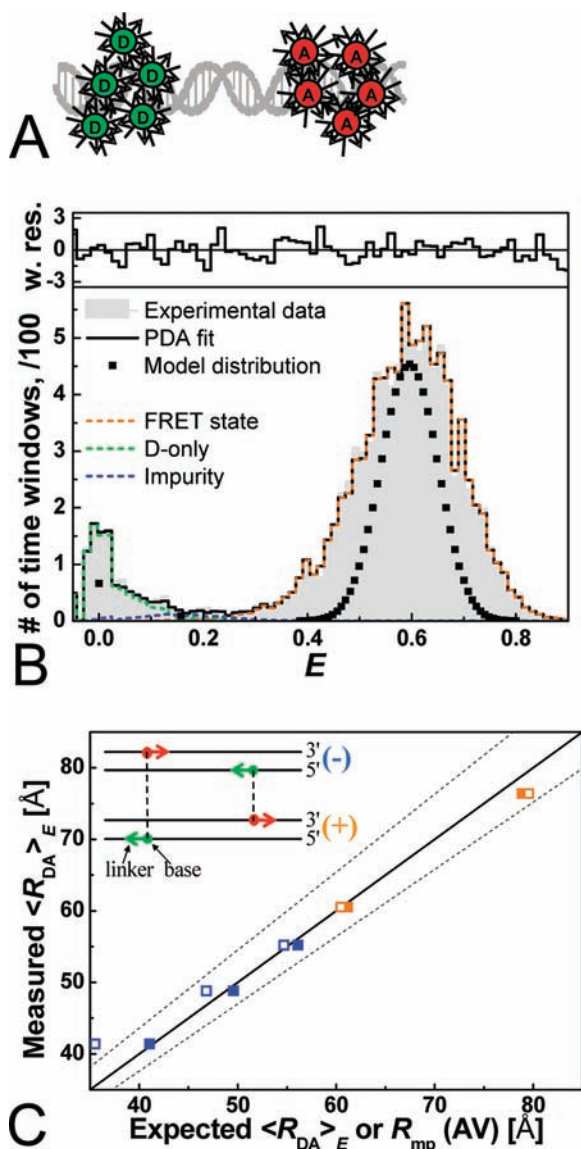 D
D
D
D
D
A
A
A
A
A
A
3
0
-3
w. res.
Experimental data
PDA fit
Model distribution
FRET state
D-only
Impurity
5
4
3
2
1
0
# of time windows, /100
0.0 0.2 0.4 0.6 0.8
E
B
3' (-)
5'
3' (+)
5'
linker base
80
70
60
50
40
Measured <R_DA>_E [Å]
40 50 60 70 80
Expected <R_DA>_E or R_mp (AV) [Å]
C